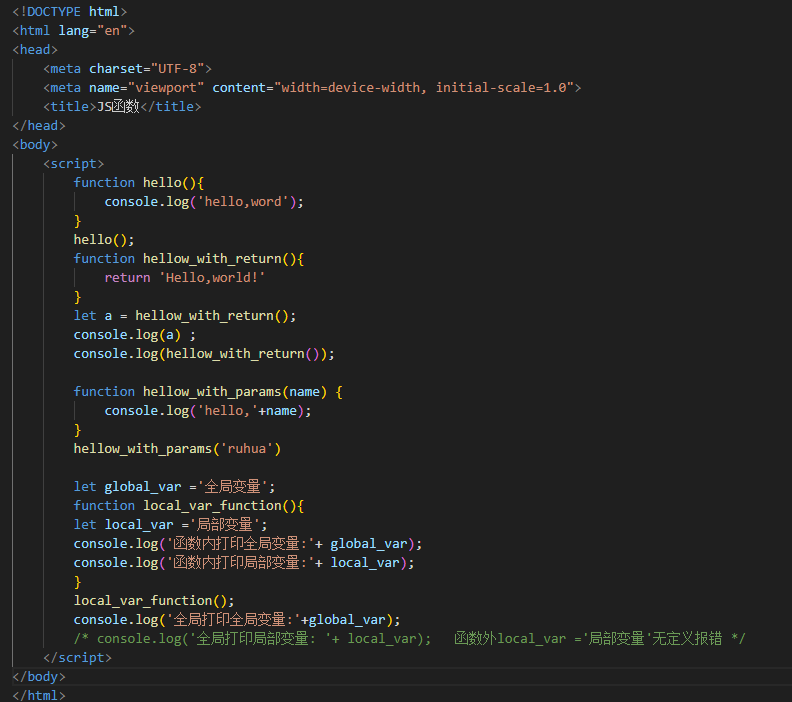 <!DOCTYPE html>
<html lang="en">
<head>
    <meta charset="UTF-8">
    <meta name="viewport" content="width=device-width, initial-scale=1.0">
    <title>JS函数</title>
</head>
<body>
    <script>
        function hello(){
            console.log('hello,word');
        }
        hello();
        function hellow_with_return(){
            return 'Hello,world!'
        }
        let a = hellow_with_return();
        console.log(a) ;
        console.log(hellow_with_return());

        function hellow_with_params(name) {
            console.log('hello,'+name);
        }
        hellow_with_params('ruhua')

        let global_var ='全局变量';
        function local_var_function(){
        let local_var ='局部变量';
        console.log('函数内打印全局变量:'+ global_var);
        console.log('函数内打印局部变量:'+ local_var);
        }
        local_var_function();
        console.log('全局打印全局变量:'+global_var);
        /* console.log('全局打印局部变量: '+ local_var);   函数外local_var ='局部变量'无定义报错 */
    </script>
</body>
</html>